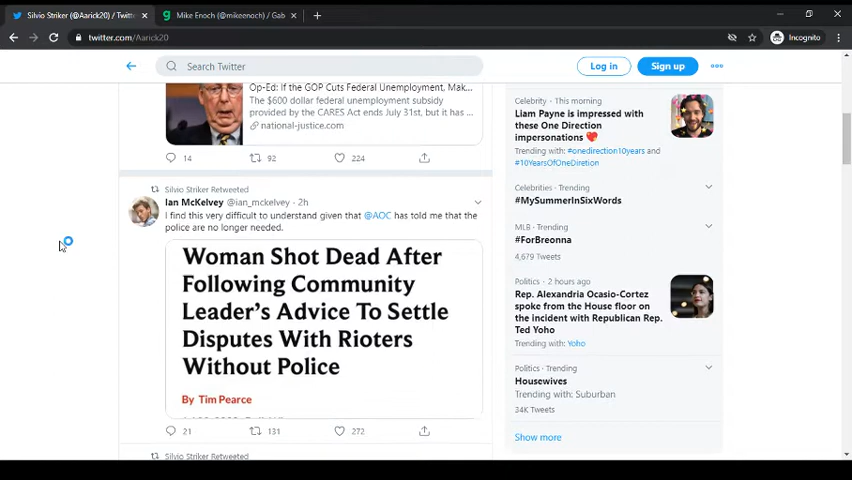 Silvio Striker (@Aarick20) / Twitt
Mike Enoch (@mikeenoch) / Gab
twitter.com/Aarick20
Incognito
Search Twitter
Log in
Sign up
Op-Ed: If the GOP Cuts Federal Unemployment, Mak...
The $600 dollar federal unemployment subsidy
provided by the CARES Act ends July 31st, but it has ...
national-justice.com
14
92
224
Silvio Striker Retweeted
Ian McKelvey @ian_mckelvey · 2h
I find this very difficult to understand given that @AOC has told me that the
police are no longer needed.
Woman Shot Dead After
Following Community
Leader's Advice To Settle
Disputes With Rioters
Without Police
By Tim Pearce
21
131
272
Silvio Striker Retweeted
Celebrity · This morning
Liam Payne is impressed with
these One Direction
impersonations ❤️
Trending with: #onedirection10years and
#10YearsOfOneDiretion
Celebrities · Trending
#MySummerInSixWords
MLB · Trending
#ForBreonna
4,679 Tweets
Politics · 2 hours ago
Rep. Alexandria Ocasio-Cortez
spoke from the House floor on
the incident with Republican Rep.
Ted Yoho
Trending with: Yoho
Politics · Trending
Housewives
Trending with: Suburban
34K Tweets
Show more